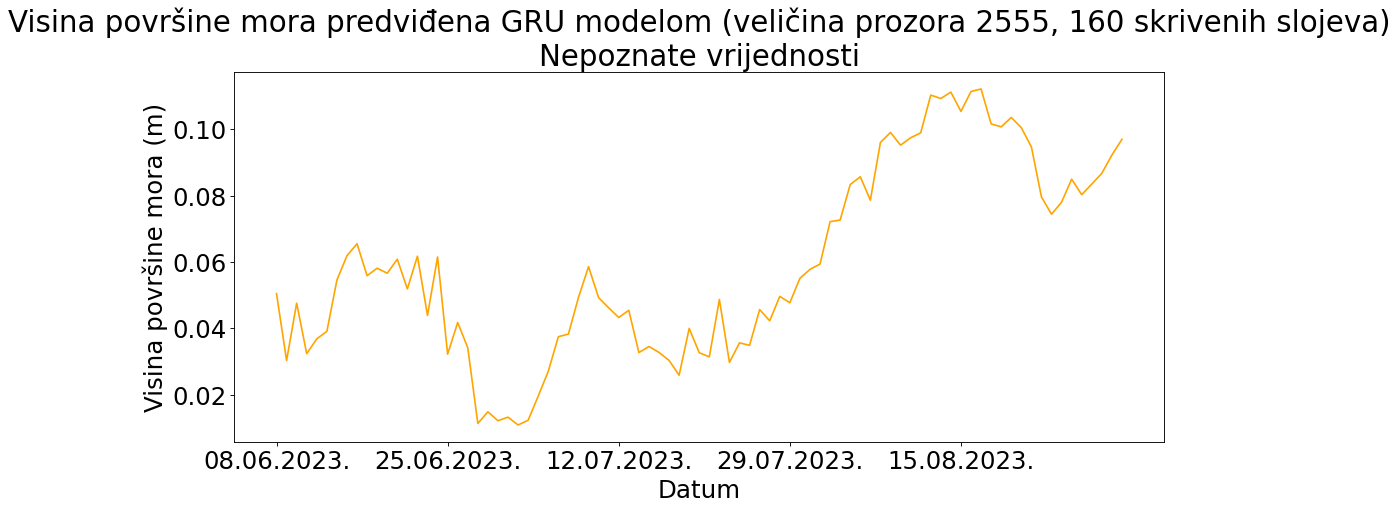 Visina površine mora predviđena GRU modelom (veličina prozora 2555, 160 skrivenih slojeva)
Nepoznate vrijednosti
Visina površine mora (m)
0.10
0.08
0.06
0.04
0.02
08.06.2023. 25.06.2023. 12.07.2023. 29.07.2023. 15.08.2023.
Datum